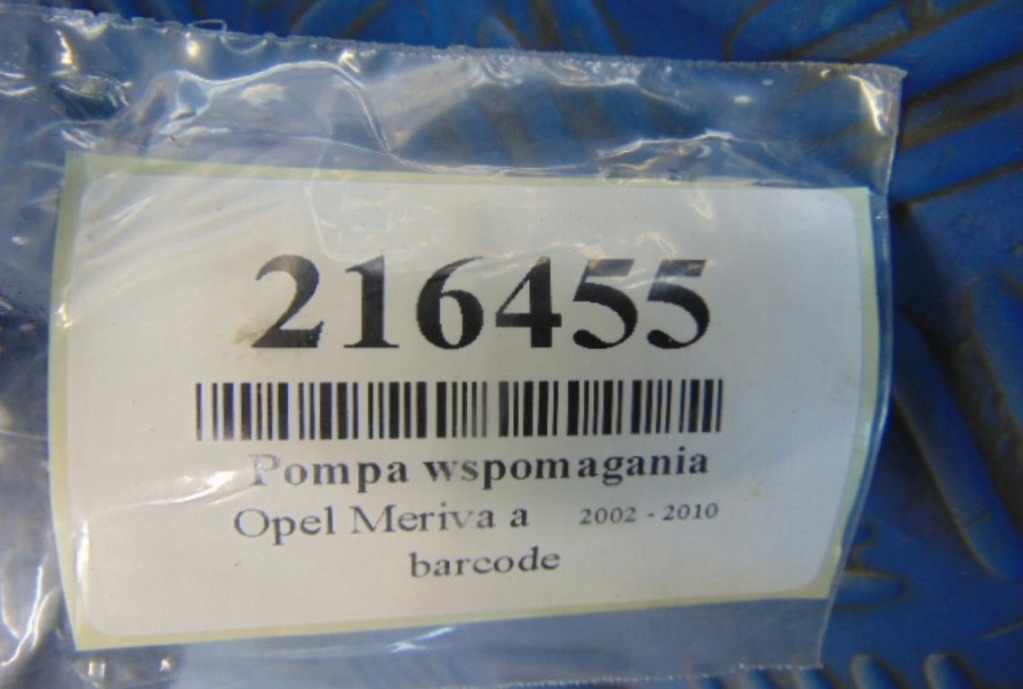 216455
Pompa wspomagania
Opel Meriva a 2002 - 2010
barcode